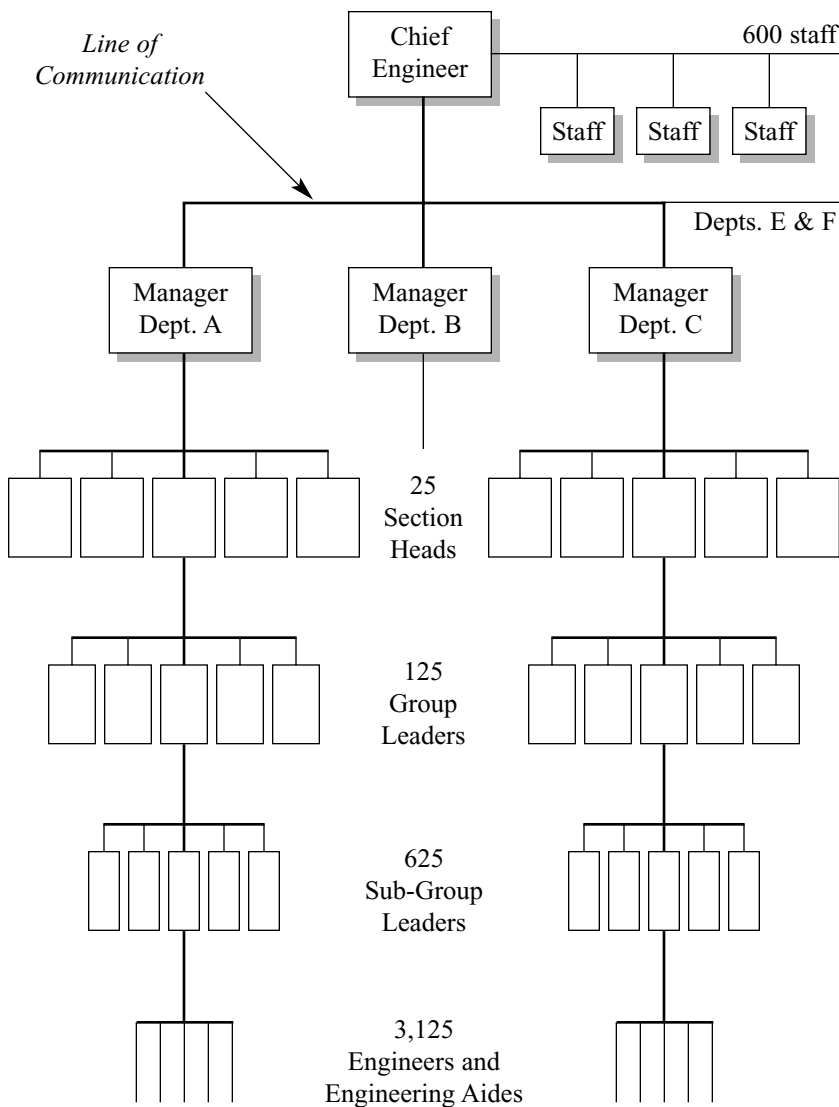 Line of
Communication
Chief
Engineer
600 staff
Staff
Staff
Staff
Depts. E & F
Manager
Dept. A
Manager
Dept. B
Manager
Dept. C
25
Section
Heads
125
Group
Leaders
625
Sub-Group
Leaders
3,125
Engineers and
Engineering Aides